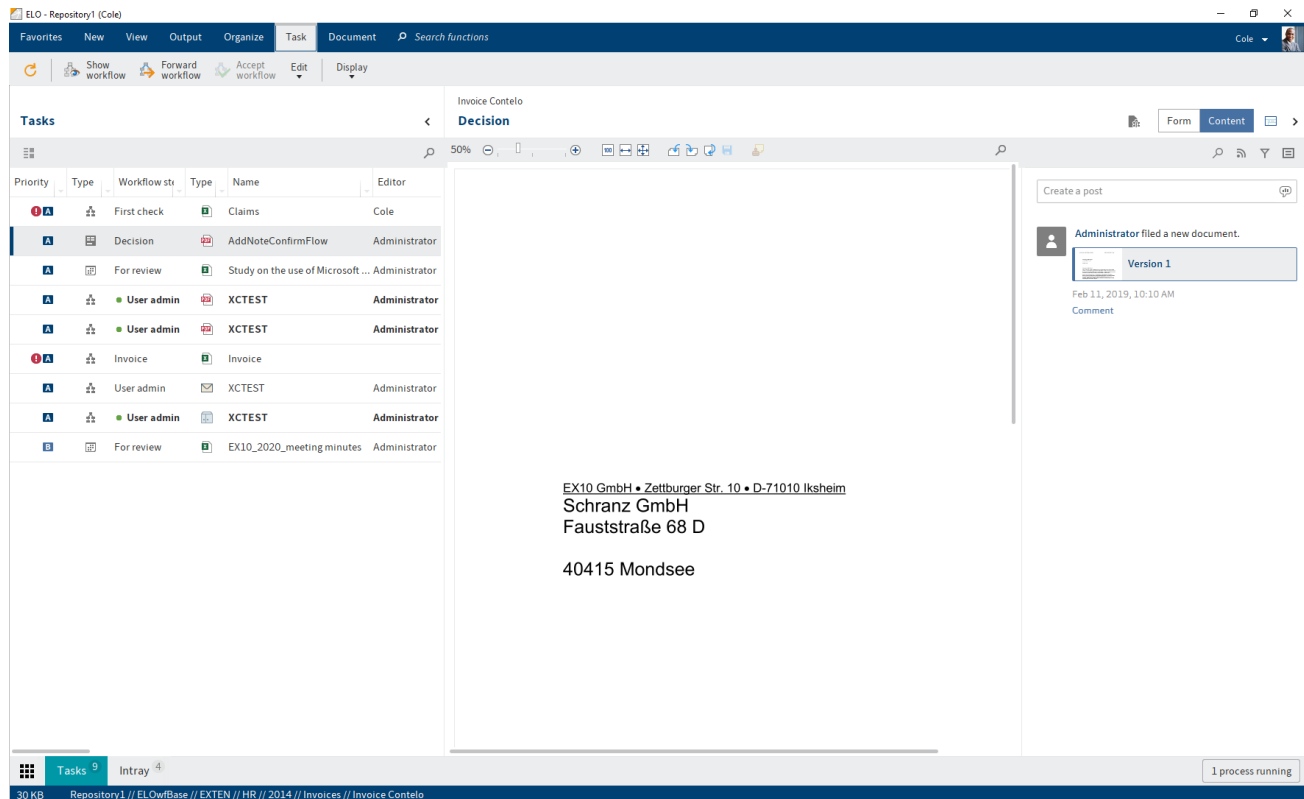 ELO - Repository1 (Cole)
Favorites New View Output Organize Task Document Search functions Cole
Show workflow Forward workflow Accept workflow Edit Display
Tasks
Invoice Contelo
Decision
Form Content
50% 100
Priority Type Workflow ste Type Name Editor
A First check Claims Cole
A Decision AddNoteConfirmFlow Administrator
A For review Study on the use of Microsoft ... Administrator
A User admin XCTEST Administrator
A User admin XCTEST Administrator
A Invoice Invoice
A User admin XCTEST Administrator
A User admin XCTEST Administrator
B For review EX10_2020_meeting minutes Administrator
EX10 GmbH • Zettburger Str. 10 • D-71010 Iksheim
Schranz GmbH
Fauststraße 68 D
40415 Mondsee
Create a post
Administrator filed a new document.
Version 1
Feb 11, 2019, 10:10 AM
Comment
Tasks 9 Intray 4 1 process running
30 KB Repository1 // ELOwfBase // EXTEN // HR // 2014 // Invoices // Invoice Contelo